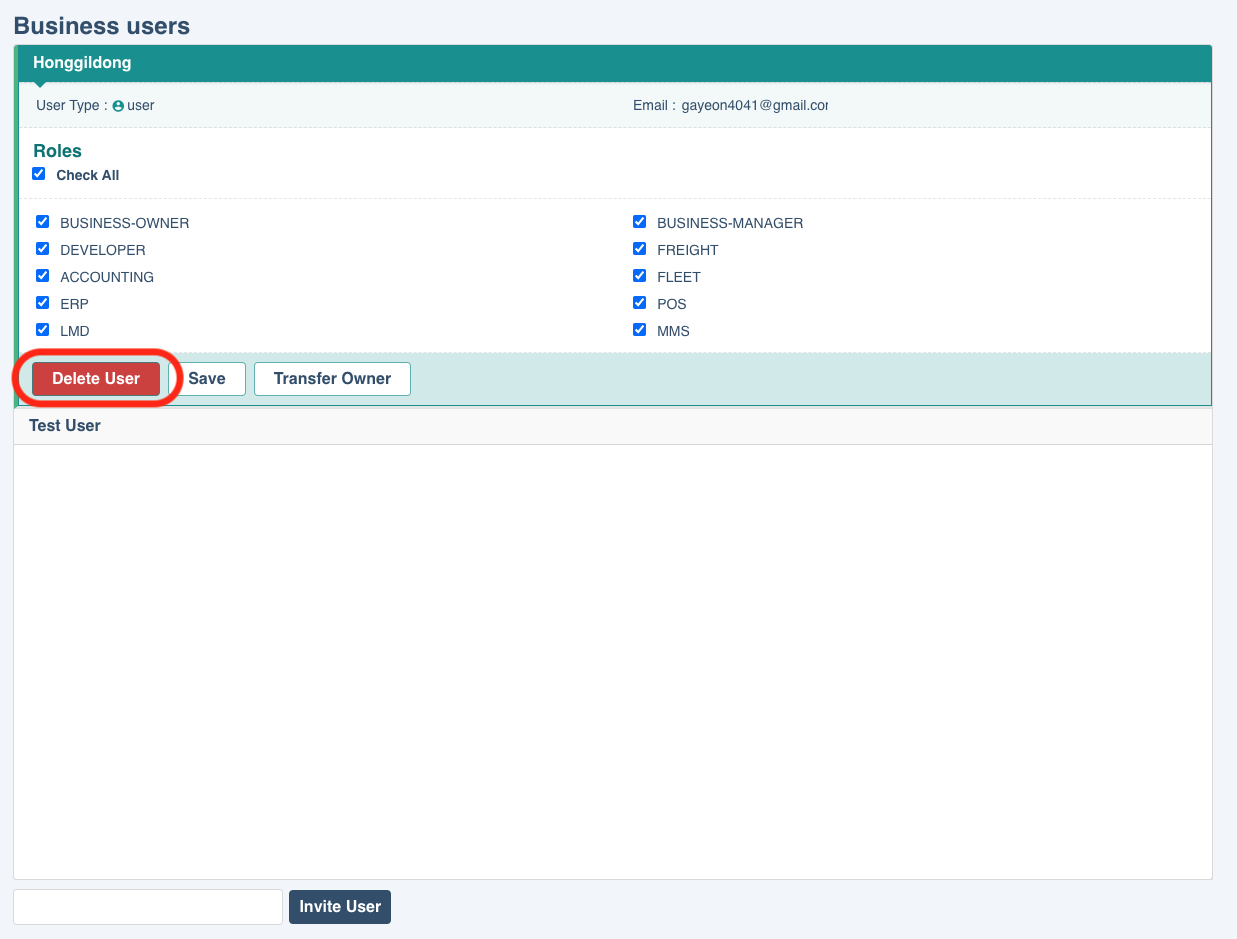 Business users
Honggildong
User Type : user
Email : gayeon4041@gmail.cor
Roles
Check All
BUSINESS-OWNER
BUSINESS-MANAGER
DEVELOPER
FREIGHT
ACCOUNTING
FLEET
ERP
POS
LMD
MMS
Delete User
Save
Transfer Owner
Test User
Invite User